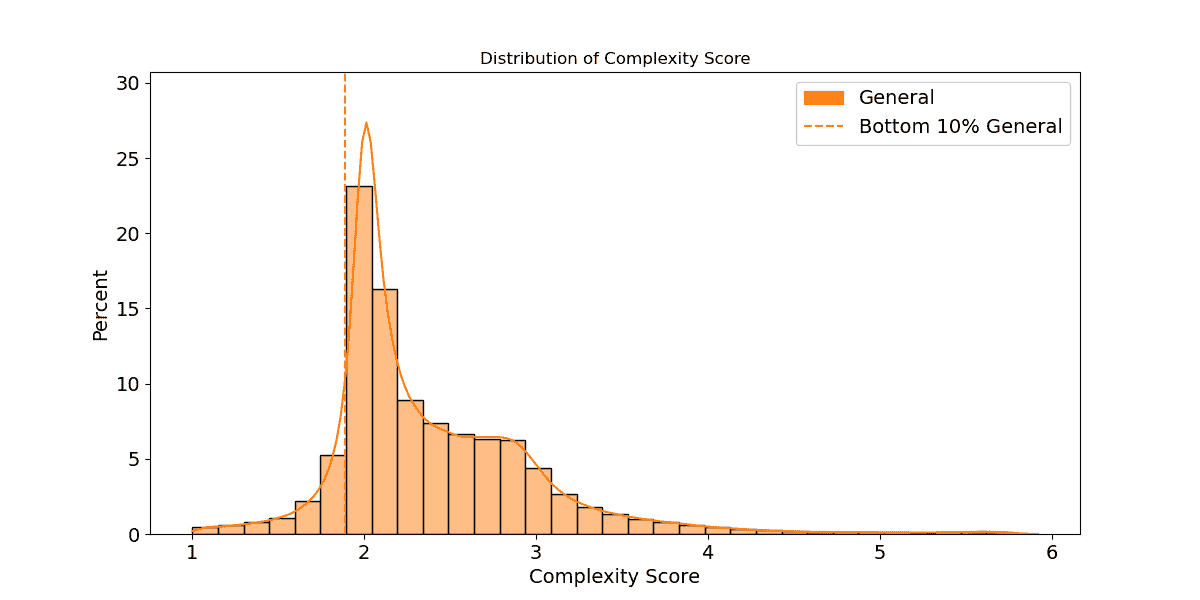 Distribution of Complexity Score
30
25
20
15
10
5
0
Percent
General
Bottom 10% General
1 2 3 4 5 6
Complexity Score